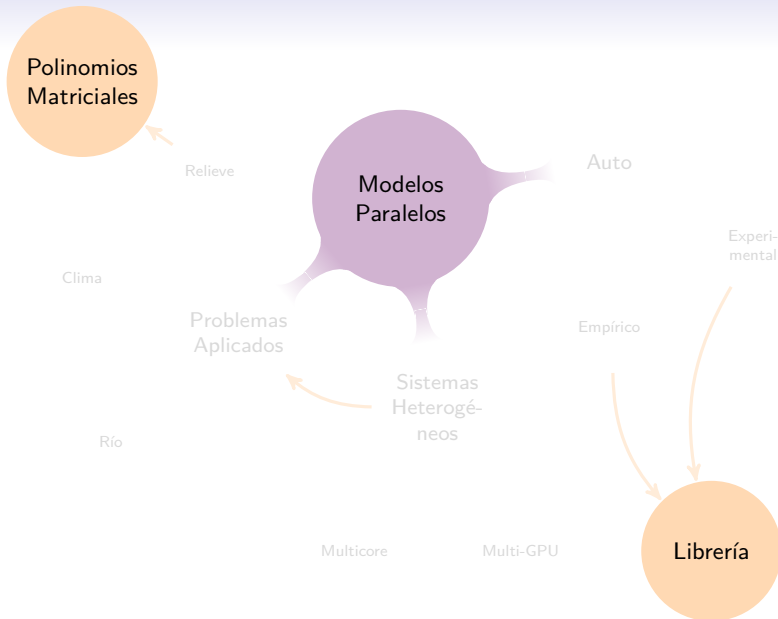 Polinomios
Matriciales
Relieve
Modelos
Paralelos
Auto
Experi-
mental
Clima
Problemas
Aplicados
Empírico
Sistemas
Heterogé-
neos
Río
Multicore
Multi-GPU
Librería